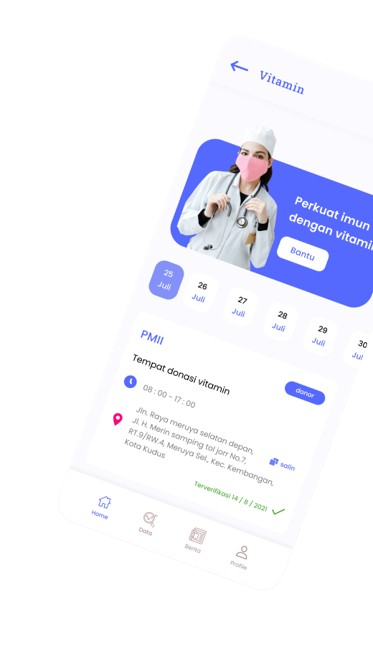 Vitamin
Perkuat imun
dengan vitamin
Bantu
25
Juli
26
Juli
27
Juli
28
Juli
29
Juli
30
Jul
PMII
Tempat donasi vitamin
donor
08 : 00 - 17 : 00
Jln. Raya meruya selatan depan,
Jl. H. Merin samping tol jorr No.7,
RT.9/RW.4, Meruya Sel., Kec. Kembangan,
Kota Kudus
salin
Terverifikasi 14 / 8 / 2021
Home
Data
Berita
Profile